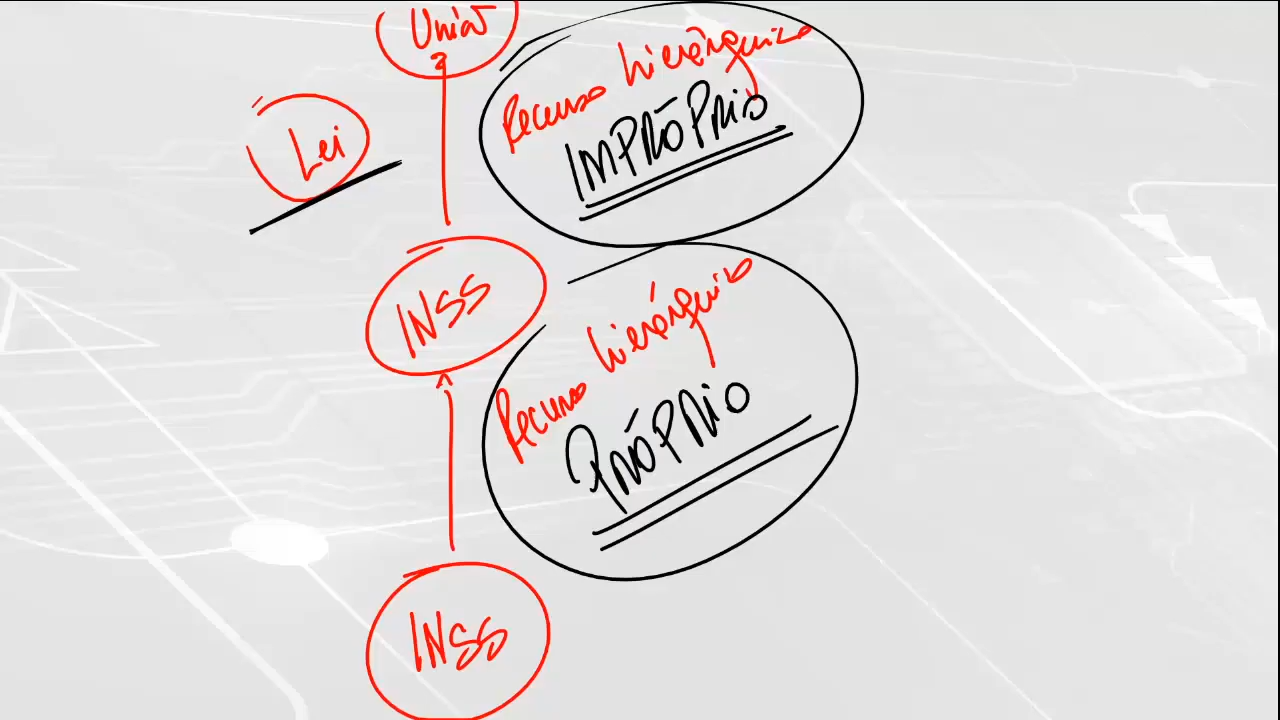 União
Recurso hierárquico
IMPRÓPRIO
Lei
INSS
Recurso hierárquico
PRÓPRIO
INSS